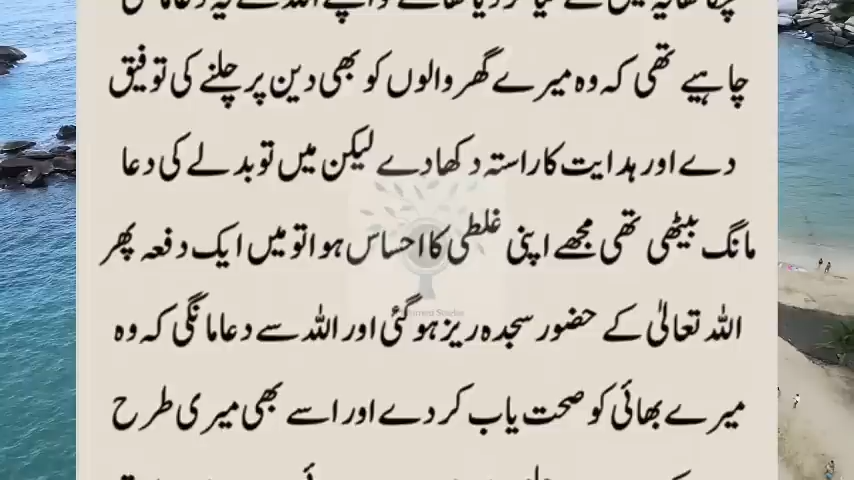 چاہیے تھی کہ وہ میرے گھر والوں کو بھی دین پر چلنے کی توفیق
دے اور ہدایت کا راستہ دکھا دے لیکن میں تو بدلے کی دعا
مانگ بیٹھی تھی مجھے اپنی غلطی کا احساس ہوا تو میں ایک دفعہ پھر
اللہ تعالیٰ کے حضور سجدہ ریز ہو گئی اور اللہ سے دعا مانگی کہ وہ
میرے بھائی کو صحت یاب کر دے اور اسے بھی میری طرح